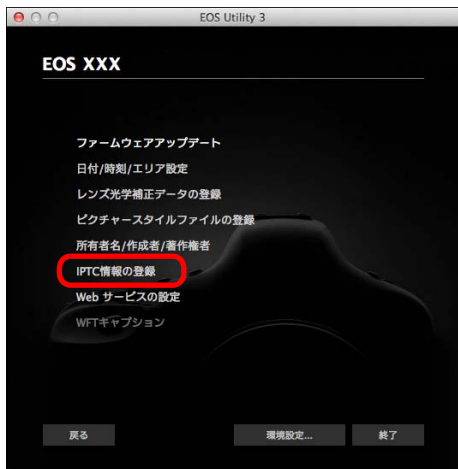 EOS Utility 3
EOS XXX
ファームウェアアップデート
日付/時刻/エリア設定
レンズ光学補正データの登録
ピクチャースタイルファイルの登録
所有者名/作成者/著作権者
IPTC情報の登録
Web サービスの設定
WFTキャプション
戻る 環境設定... 終了